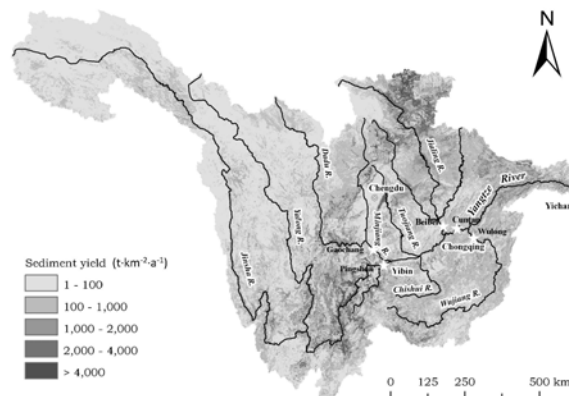 N
Jialing R.
Dadu R.
Chengdu
Minjiang R.
Tuojiang R.
Yangtze River
Beibei
Cuntan
Yichang
Wulong
Chongqing
Gaochang
Yalong R.
Pingshan
Yibin
Jinsha R.
Chishui R.
Wujiang R.
Sediment yield (t·km⁻²·a⁻¹)
1 - 100
100 - 1,000
1,000 - 2,000
2,000 - 4,000
> 4,000
0 125 250 500 km